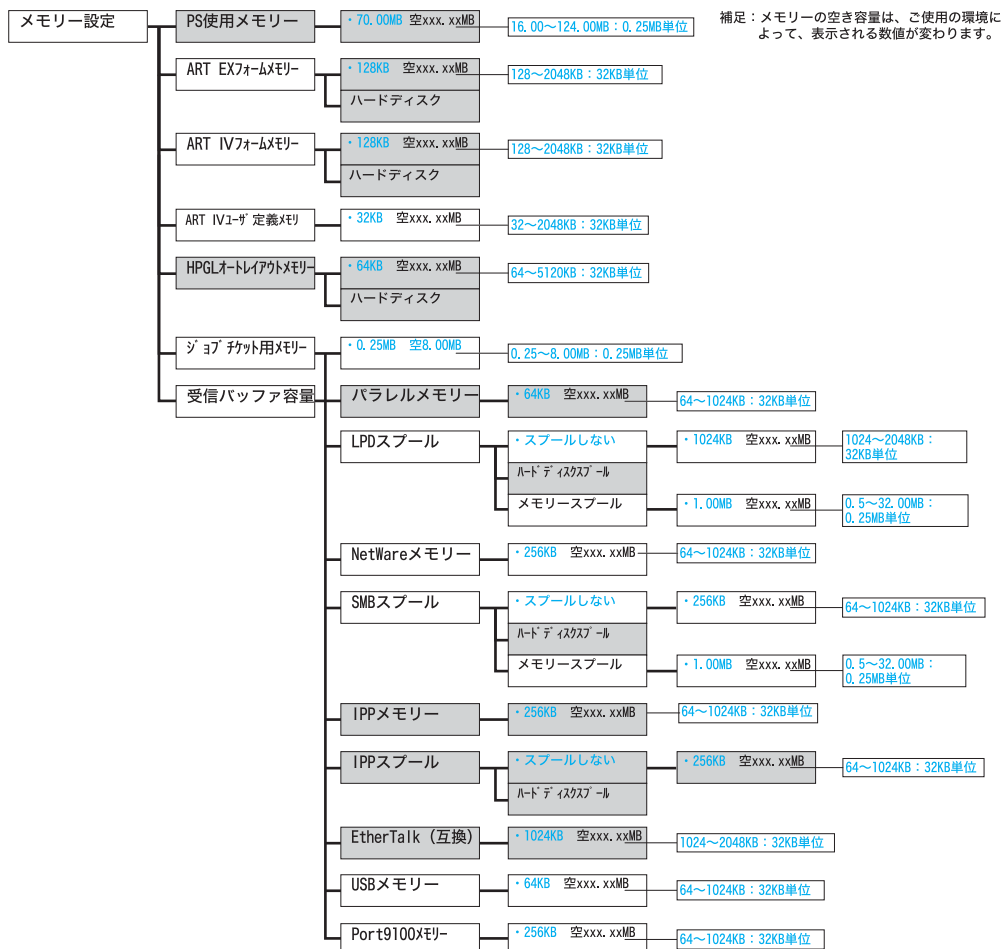 メモリー設定
PS使用メモリー
・70.00MB 空xxx.xxMB
16.00～124.00MB：0.25MB単位
補足：メモリーの空き容量は、ご使用の環境に
よって、表示される数値が変わります。
ART EXフォームメモリー
・128KB 空xxx.xxMB
128～2048KB：32KB単位
ハードディスク
ART IVフォームメモリー
・128KB 空xxx.xxMB
128～2048KB：32KB単位
ハードディスク
ART IVユーザ定義メモリ
・32KB 空xxx.xxMB
32～2048KB：32KB単位
HPGLオートレイアウトメモリー
・64KB 空xxx.xxMB
64～5120KB：32KB単位
ハードディスク
ジョブチケット用メモリー
・0.25MB 空8.00MB
0.25～8.00MB：0.25MB単位
受信バッファ容量
パラレルメモリー
・64KB 空xxx.xxMB
64～1024KB：32KB単位
LPDスプール
・スプールしない
・1024KB 空xxx.xxMB
1024～2048KB：
32KB単位
ハードディスクスプール
メモリースプール
・1.00MB 空xxx.xxMB
0.5～32.00MB：
0.25MB単位
NetWareメモリー
・256KB 空xxx.xxMB
64～1024KB：32KB単位
SMBスプール
・スプールしない
・256KB 空xxx.xxMB
64～1024KB：32KB単位
ハードディスクスプール
メモリースプール
・1.00MB 空xxx.xxMB
0.5～32.00MB：
0.25MB単位
IPPメモリー
・256KB 空xxx.xxMB
64～1024KB：32KB単位
IPPスプール
・スプールしない
・256KB 空xxx.xxMB
64～1024KB：32KB単位
ハードディスクスプール
EtherTalk（互換）
・1024KB 空xxx.xxMB
1024～2048KB：32KB単位
USBメモリー
・64KB 空xxx.xxMB
64～1024KB：32KB単位
Port9100メモリー
・256KB 空xxx.xxMB
64～1024KB：32KB単位